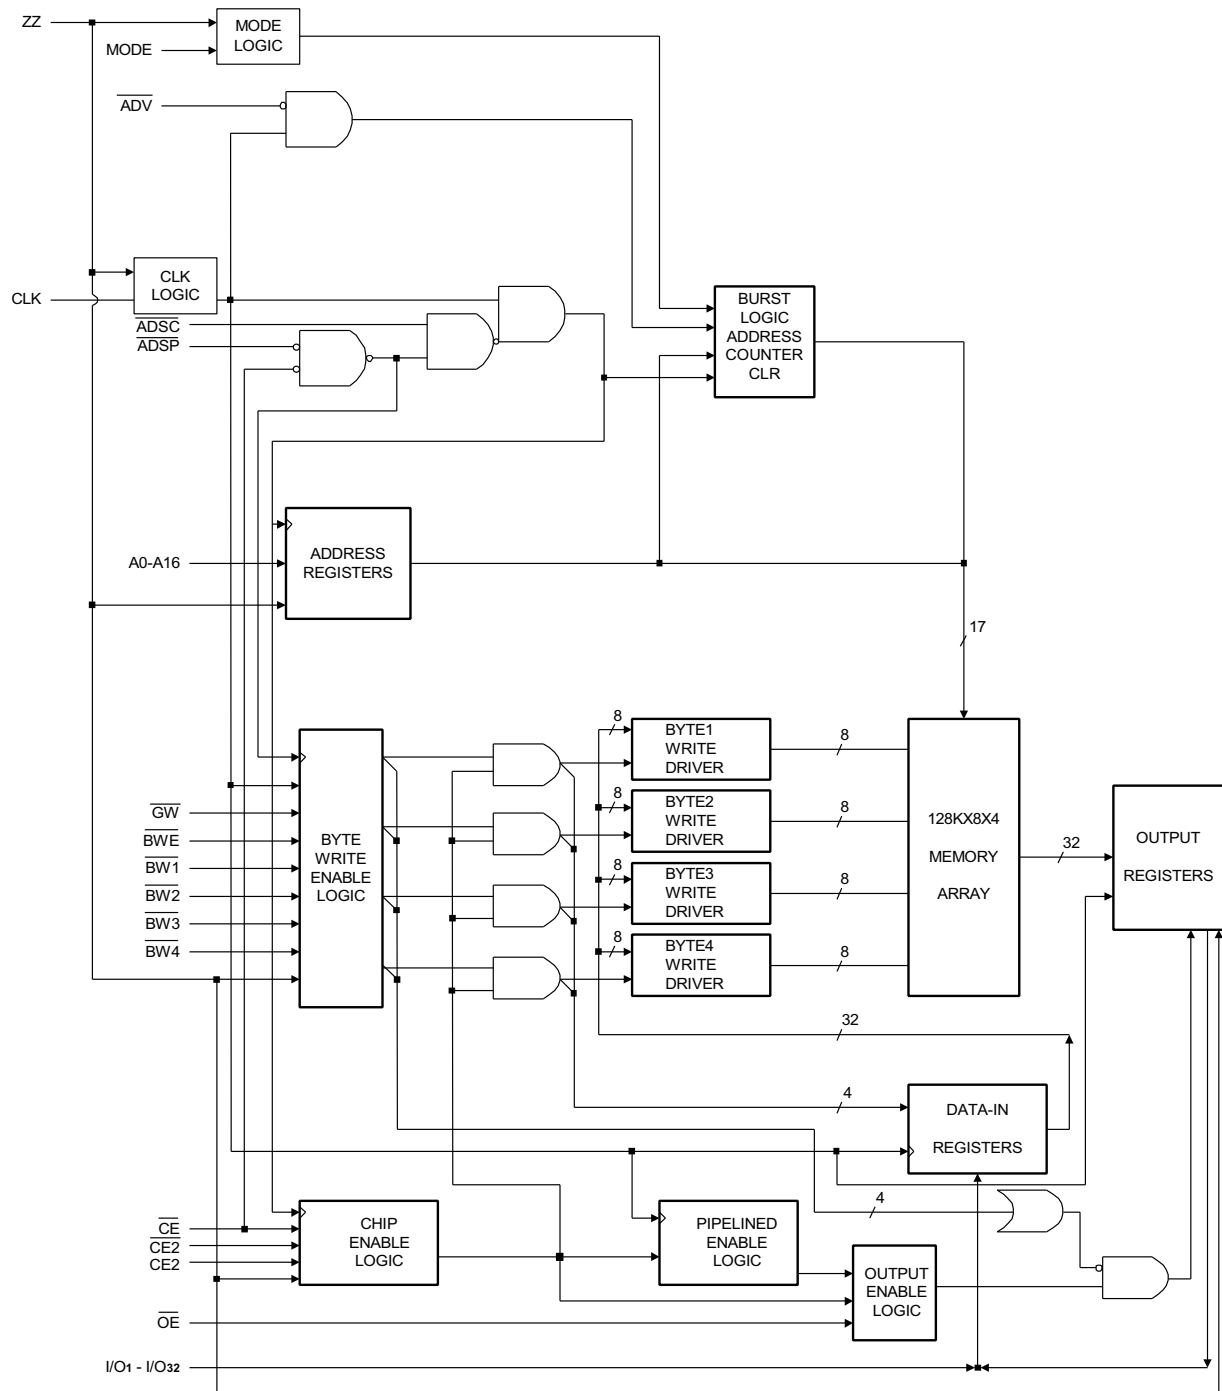 ZZ
MODE
MODE
LOGIC
ADV
CLK
CLK
LOGIC
ADSC
ADSP
BURST
LOGIC
ADDRESS
COUNTER
CLR
A0-A16
ADDRESS
REGISTERS
17
GW
BWE
BW1
BW2
BW3
BW4
BYTE
WRITE
ENABLE
LOGIC
8
BYTE1
WRITE
DRIVER
8
8
BYTE2
WRITE
DRIVER
8
8
BYTE3
WRITE
DRIVER
8
8
BYTE4
WRITE
DRIVER
8
128KX8X4
MEMORY
ARRAY
32
OUTPUT
REGISTERS
32
4
DATA-IN
REGISTERS
4
CE
CE2
CE2
CHIP
ENABLE
LOGIC
PIPELINED
ENABLE
LOGIC
OUTPUT
ENABLE
LOGIC
OE
I/O1 - I/O32